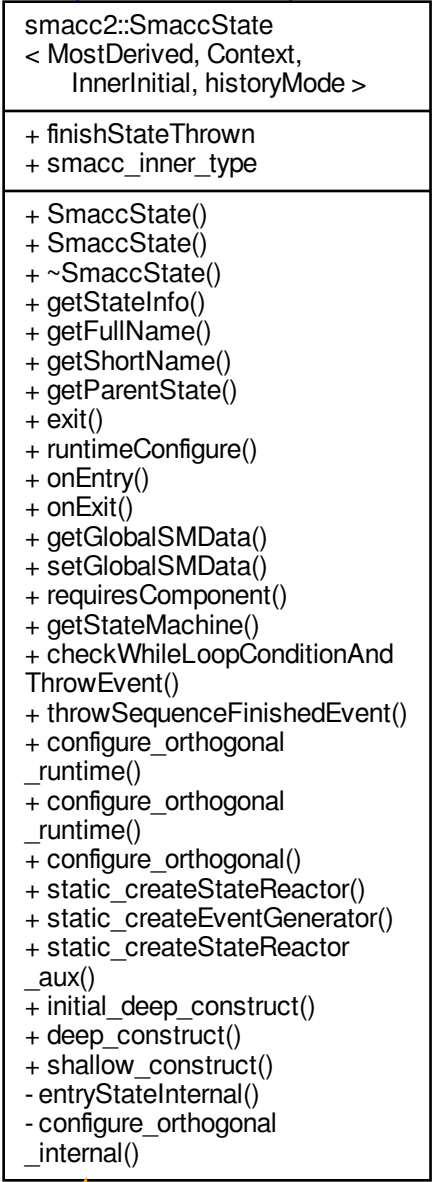 smacc2::SmaccState
< MostDerived, Context,
InnerInitial, historyMode >
+ finishStateThrown
+ smacc_inner_type
+ SmaccState()
+ SmaccState()
+ ~SmaccState()
+ getStateInfo()
+ getFullName()
+ getShortName()
+ getParentState()
+ exit()
+ runtimeConfigure()
+ onEntry()
+ onExit()
+ getGlobalSMData()
+ setGlobalSMData()
+ requiresComponent()
+ getStateMachine()
+ checkWhileLoopConditionAnd
ThrowEvent()
+ throwSequenceFinishedEvent()
+ configure_orthogonal
_runtime()
+ configure_orthogonal
_runtime()
+ configure_orthogonal()
+ static_createStateReactor()
+ static_createEventGenerator()
+ static_createStateReactor
_aux()
+ initial_deep_construct()
+ deep_construct()
+ shallow_construct()
- entryStateInternal()
- configure_orthogonal
_internal()